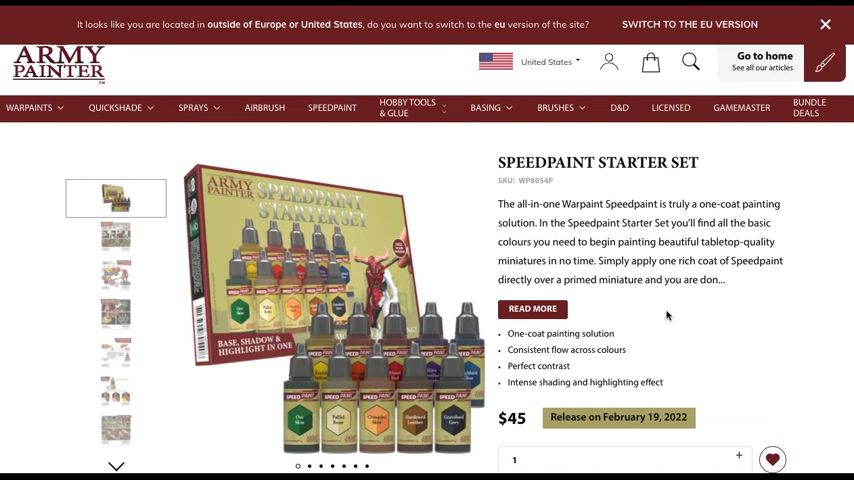 It looks like you are located in outside of Europe or United States, do you want to switch to the eu version of the site?
SWITCH TO THE EU VERSION
ARMY
PAINTER
United States
Go to home
See all our articles
WARPAINTS
QUICKSHADE
SPRAYS
AIRBRUSH
SPEEDPAINT
HOBBY TOOLS
& GLUE
BASING
BRUSHES
D&D
LICENSED
GAMEMASTER
BUNDLE
DEALS
ARMY
PAINTER
SPEEDPAINT
STARTER SET
BASE, SHADOW &
HIGHLIGHT IN ONE
SPEEDPAINT STARTER SET
SKU: WP8054P
The all-in-one Warpaint Speedpaint is truly a one-coat painting
solution. In the Speedpaint Starter Set you'll find all the basic
colours you need to begin painting beautiful tabletop-quality
miniatures in no time. Simply apply one rich coat of Speedpaint
directly over a primed miniature and you are don...
READ MORE
One-coat painting solution
Consistent flow across colours
Perfect contrast
Intense shading and highlighting effect
$45
Release on February 19, 2022
1
+